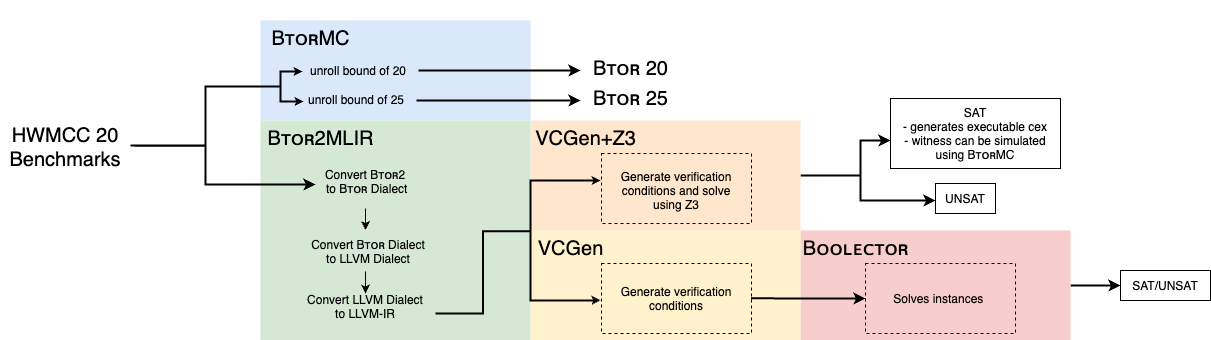 HWMCC 20
Benchmarks
BTORMC
unroll bound of 20
unroll bound of 25
BTOR 20
BTOR 25
BTOR2MLIR
Convert BTOR2
to BTOR Dialect
Convert BTOR Dialect
to LLVM Dialect
Convert LLVM Dialect
to LLVM-IR
VCGen+Z3
Generate verification
conditions and solve
using Z3
VCGen
Generate verification
conditions
BOOLECTOR
Solves instances
SAT
- generates executable cex
- witness can be simulated
using BTORMC
UNSAT
SAT/UNSAT